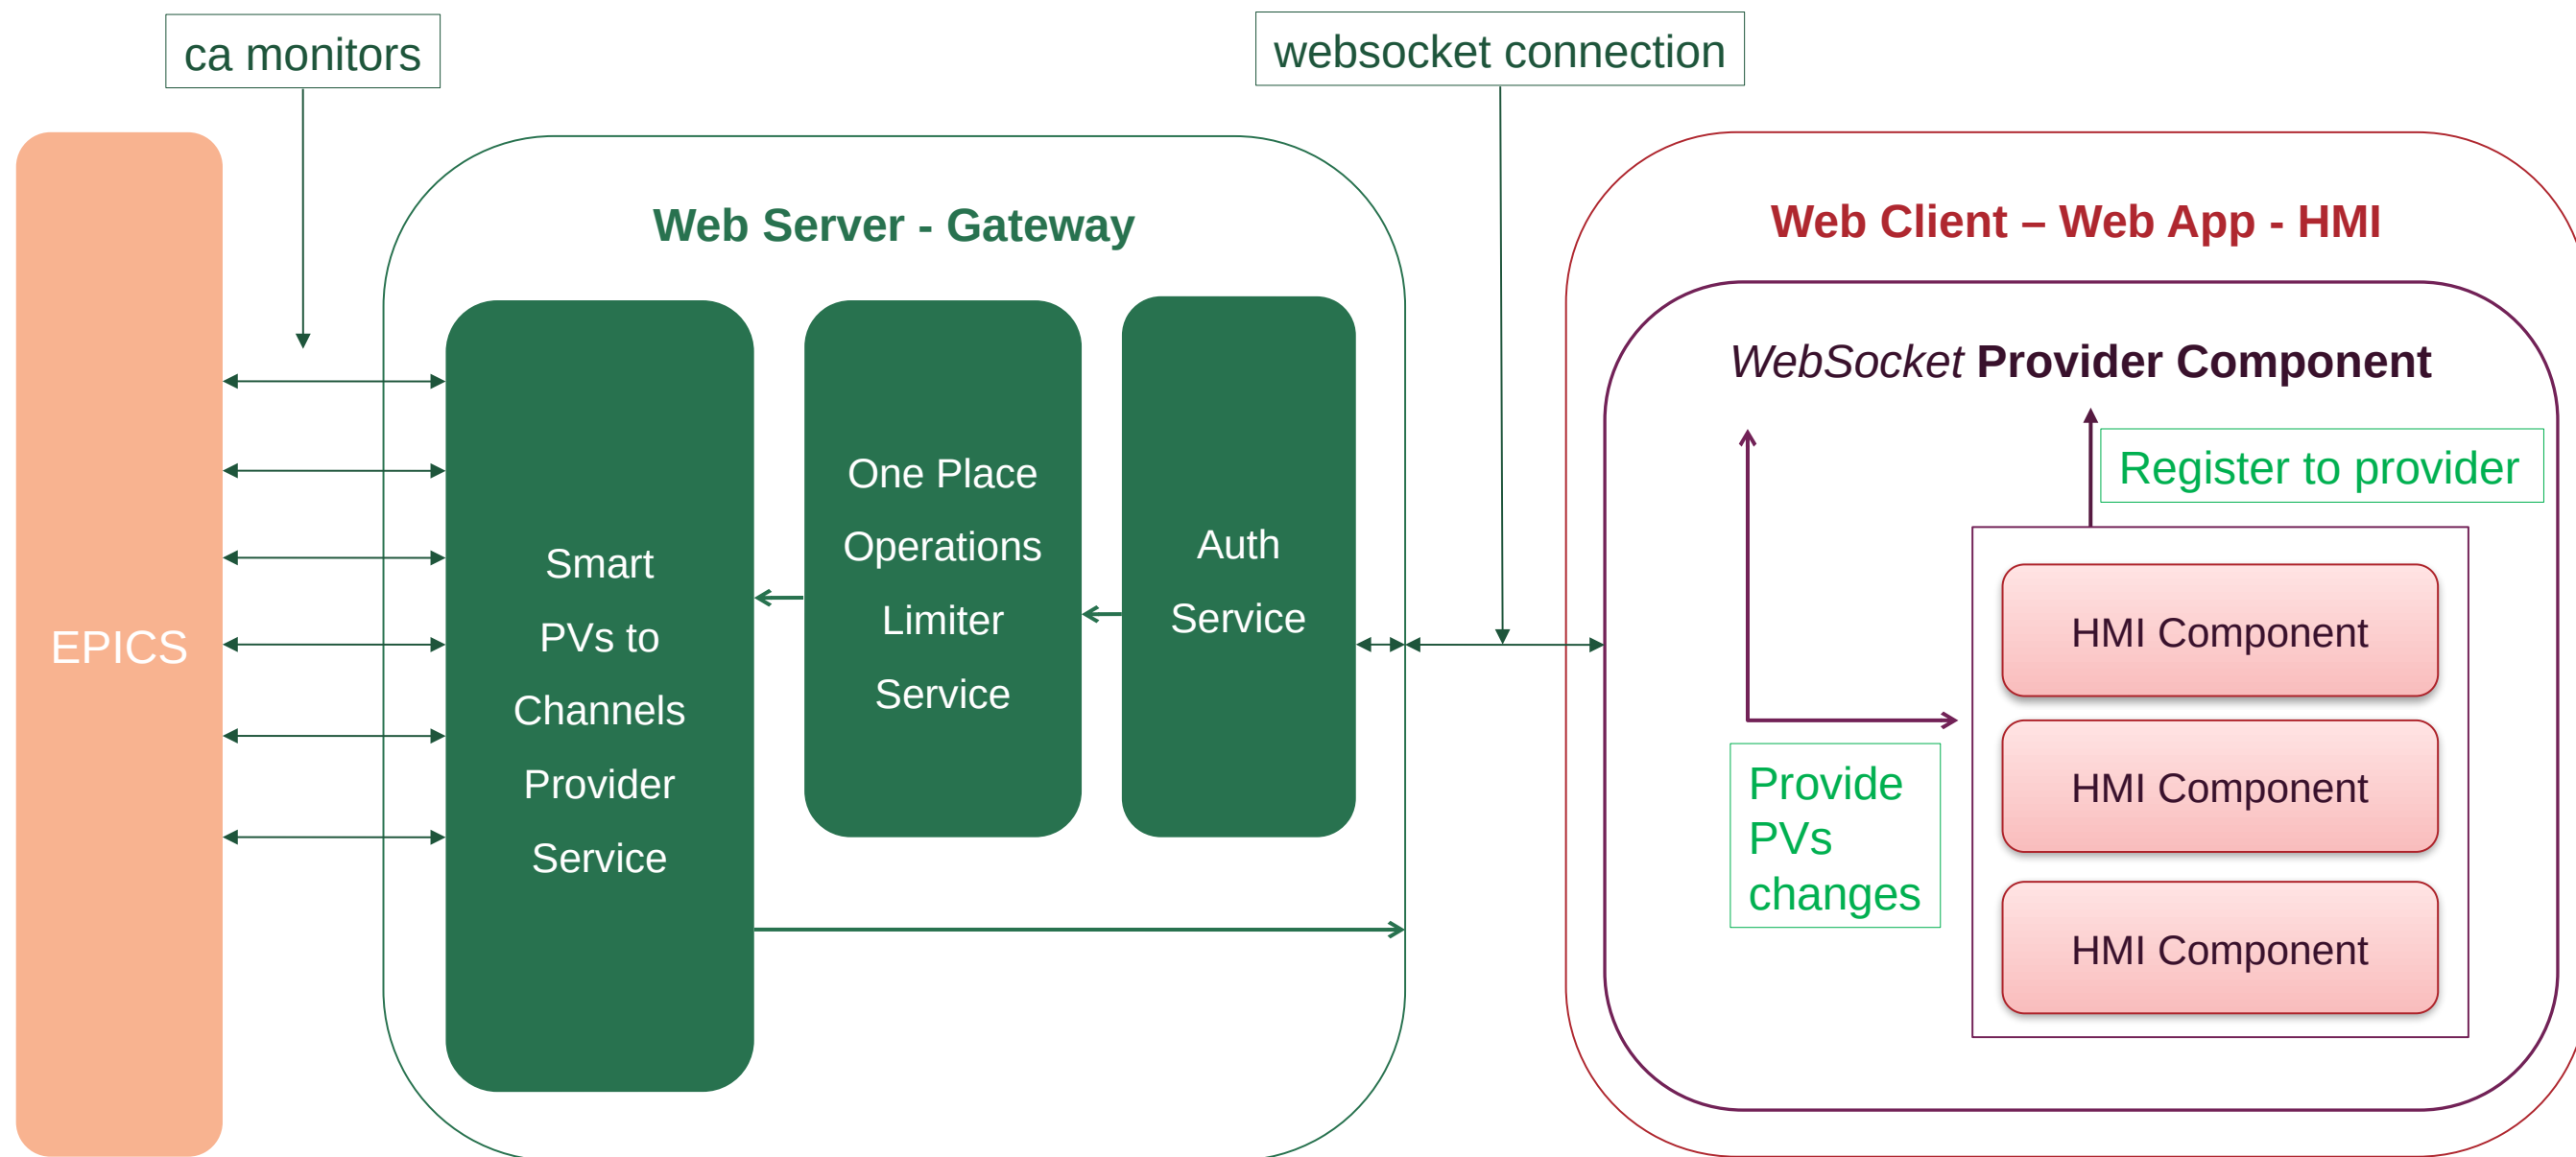 ca monitors
websocket connection
EPICS
Web Server - Gateway
Smart
PVs to
Channels
Provider
Service
One Place
Operations
Limiter
Service
Auth
Service
Web Client – Web App - HMI
WebSocket Provider Component
Register to provider
Provide
PVs
changes
HMI Component
HMI Component
HMI Component